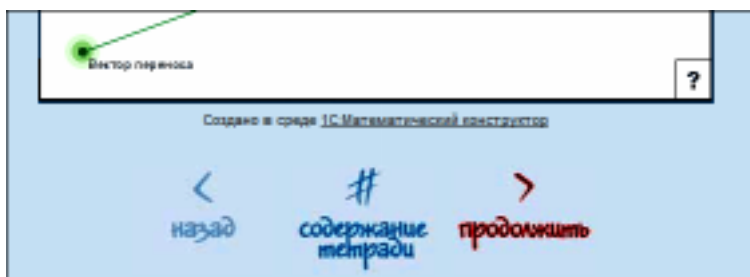 Вектор переноса
?
Создано в среде 1С:Математический конструктор
< # >
назад содержание продолжить
тетради